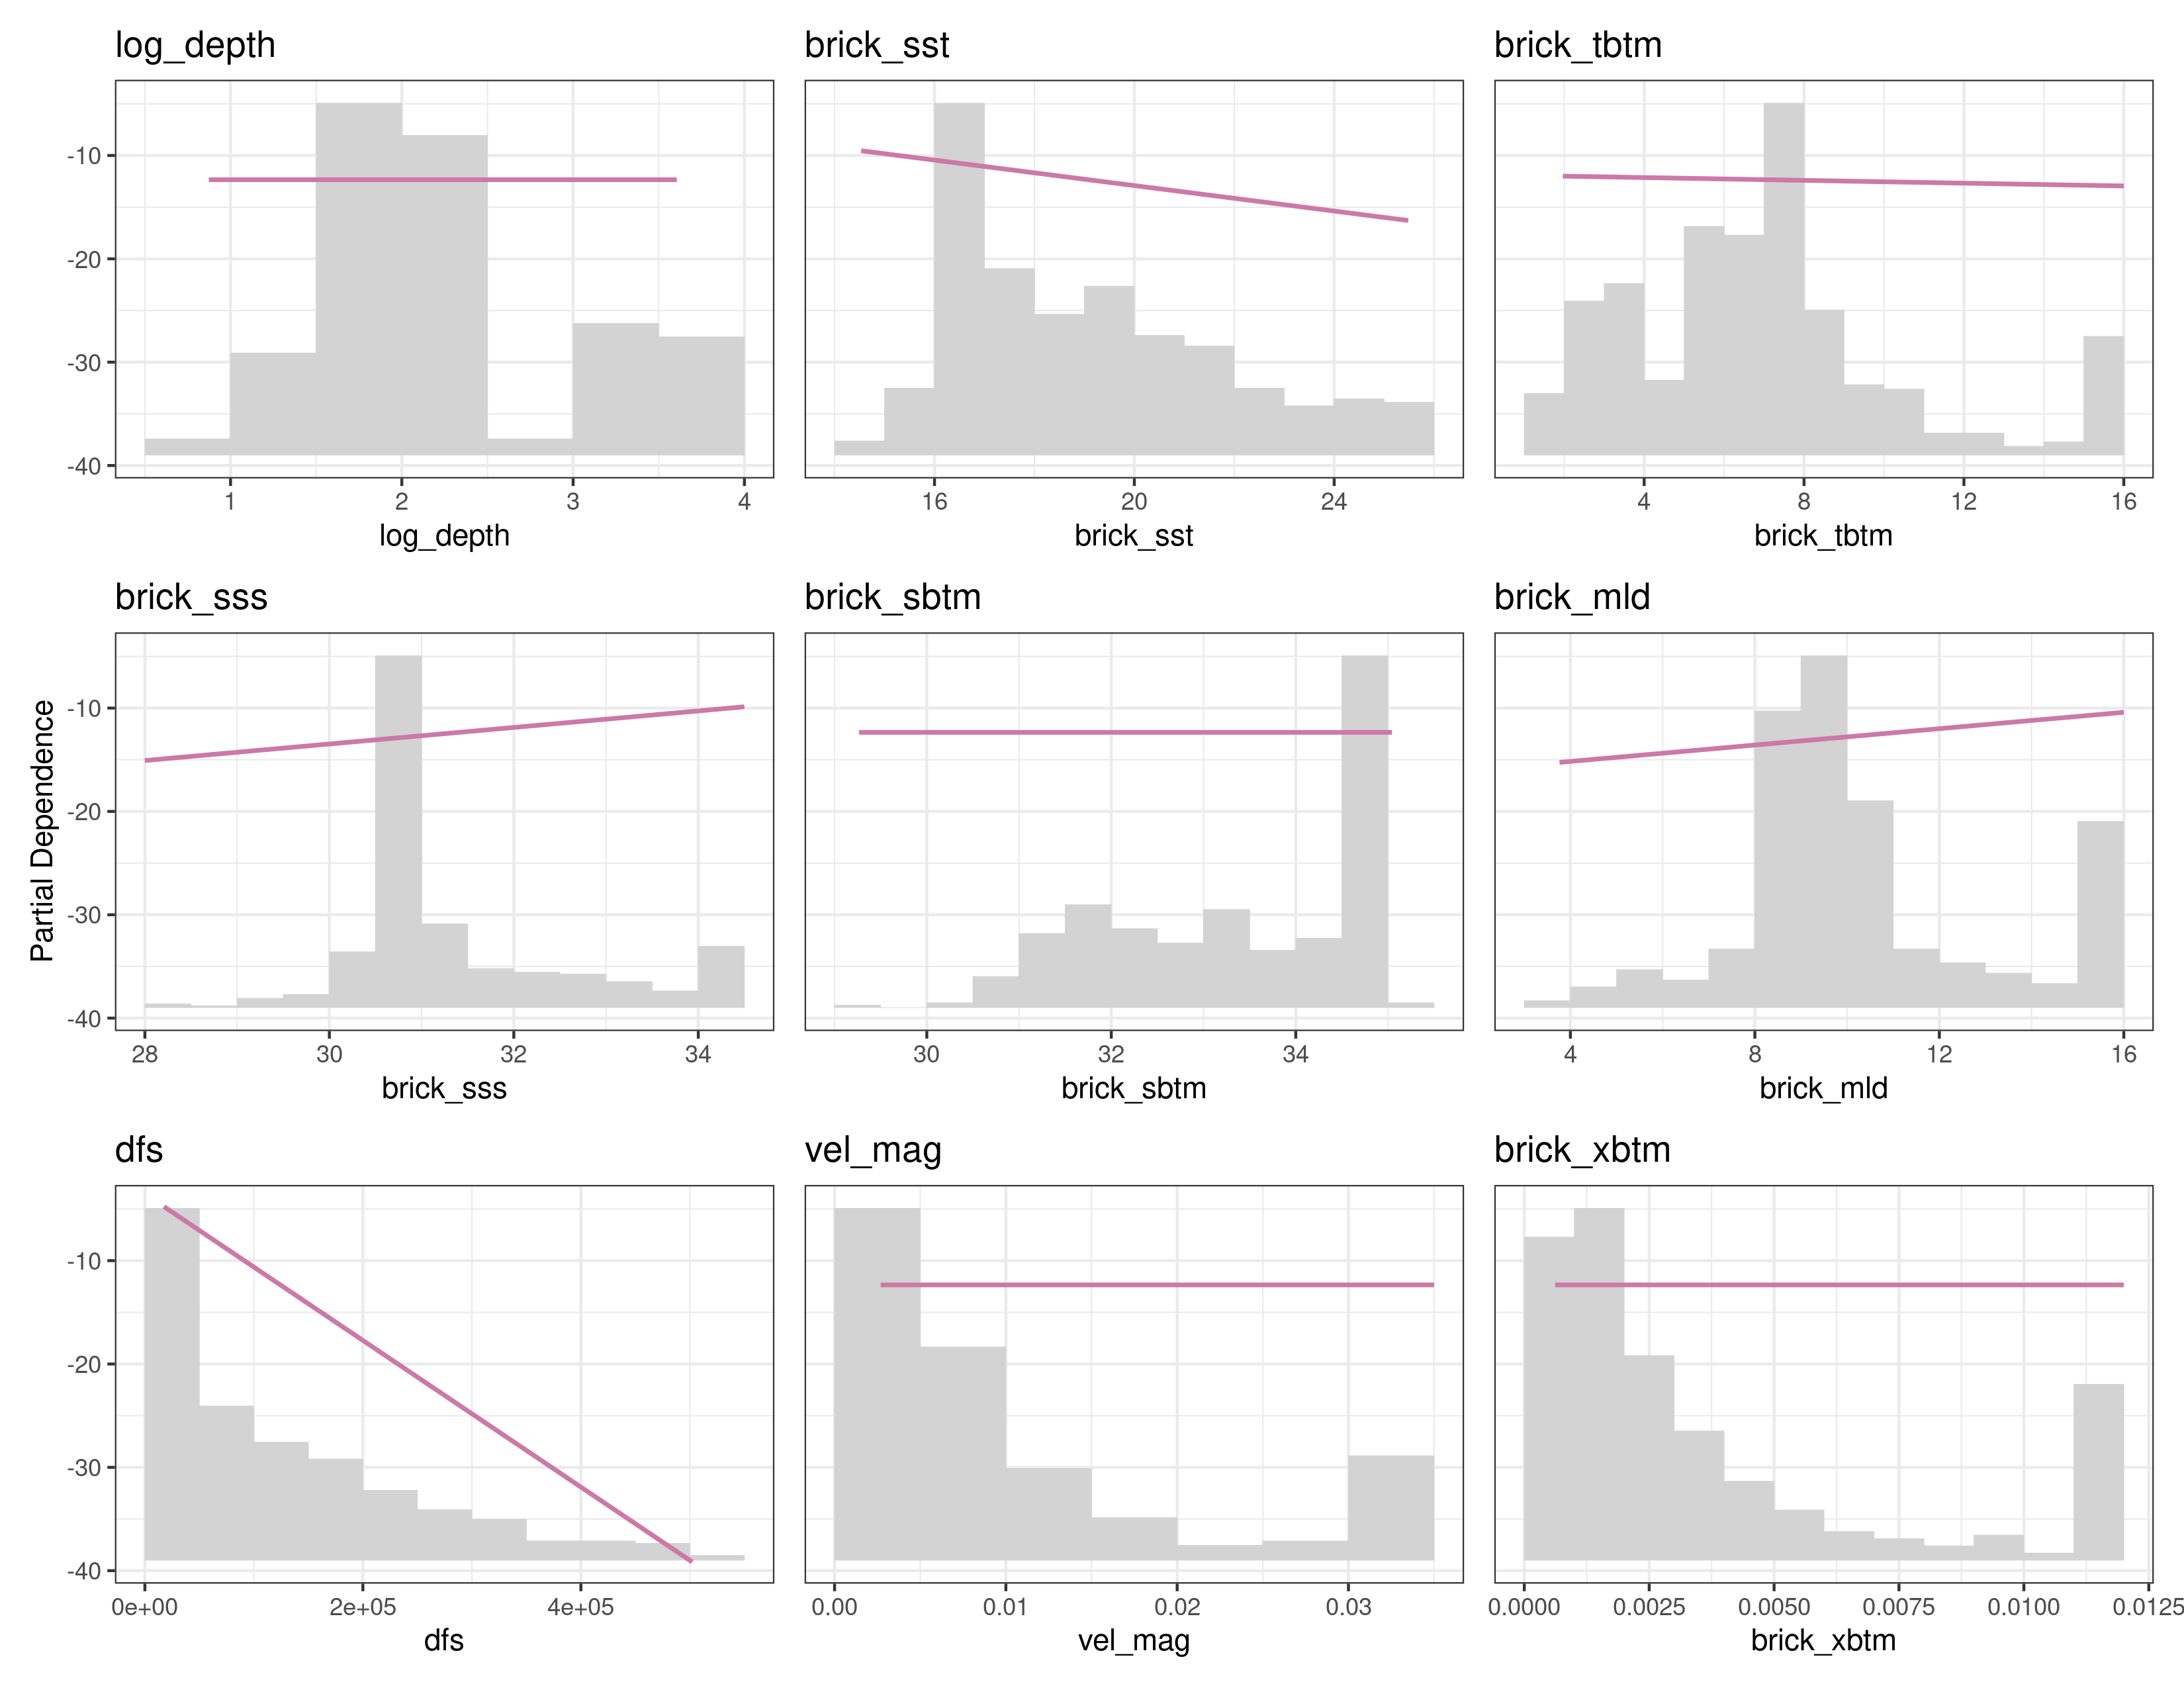 log_depth
brick_sst
brick_tbtm
-10
-20
-30
-40
1 2 3 4
16 20 24
4 8 12 16
log_depth
brick_sst
brick_tbtm
brick_sss
brick_sbtm
brick_mld
Partial Dependence
-10
-20
-30
-40
28 30 32 34
30 32 34
4 8 12 16
brick_sss
brick_sbtm
brick_mld
dfs
vel_mag
brick_xbtm
-10
-20
-30
-40
0e+00 2e+05 4e+05
0.00 0.01 0.02 0.03
0.0000 0.0025 0.0050 0.0075 0.0100 0.0125
dfs
vel_mag
brick_xbtm